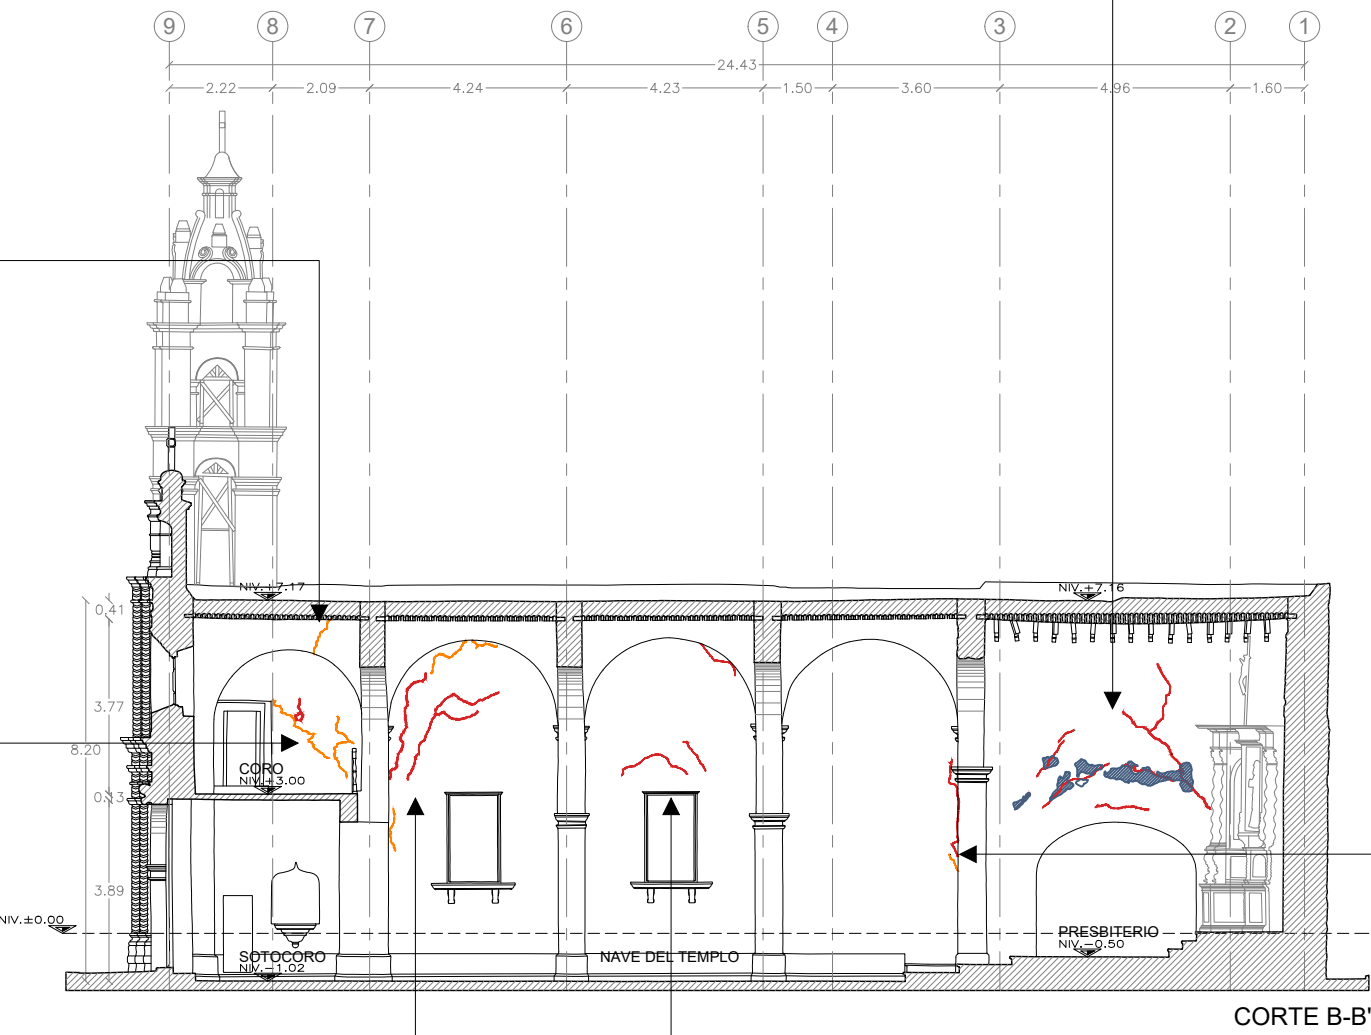 9 8 7 6 5 4 3 2 1
24.43
2.22 2.09 4.24 4.23 1.50 3.60 4.96 1.60
NIV.+7.17
NIV.+7.16
0.41
3.77
8.20
CORO
NIV.+3.00
0.13
3.89
NIV.±0.00
PRESBITERIO
NIV.-0.50
SOTOCORO
NIV.-1.02
NAVE DEL TEMPLO
CORTE B-B'